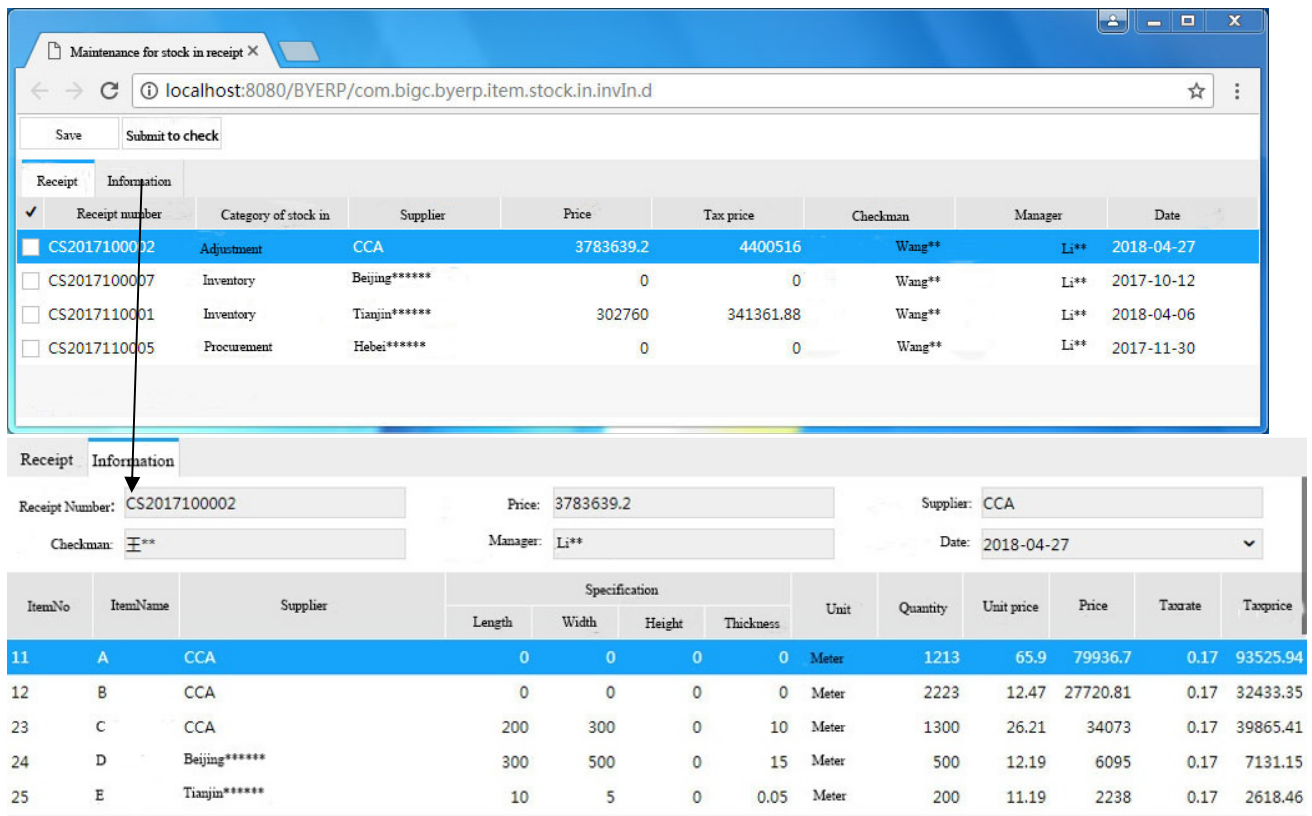 Maintenance for stock in receipt ×
localhost:8080/BYERP/com.bigc.byerp.item.stock.in.invIn.d
Save Submit to check
Receipt Information
✓ Receipt number Category of stock in Supplier Price Tax price Checkman Manager Date
CS2017100002 Adjustment CCA 3783639.2 4400516 Wang** Li** 2018-04-27
CS2017100007 Inventory Beijing****** 0 0 Wang** Li** 2017-10-12
CS2017110001 Inventory Tianjin****** 302760 341361.88 Wang** Li** 2018-04-06
CS2017110005 Procurement Hebei****** 0 0 Wang** Li** 2017-11-30
Receipt Information
Receipt Number: CS2017100002 Price: 3783639.2 Supplier: CCA
Checkman: 王** Manager: Li** Date: 2018-04-27
ItemNo ItemName Supplier Specification Unit Quantity Unit price Price Taxrate Taxprice
Length Width Height Thickness
11 A CCA 0 0 0 0 Meter 1213 65.9 79936.7 0.17 93525.94
12 B CCA 0 0 0 0 Meter 2223 12.47 27720.81 0.17 32433.35
23 C CCA 200 300 0 10 Meter 1300 26.21 34073 0.17 39865.41
24 D Beijing****** 300 500 0 15 Meter 500 12.19 6095 0.17 7131.15
25 E Tianjin****** 10 5 0 0.05 Meter 200 11.19 2238 0.17 2618.46